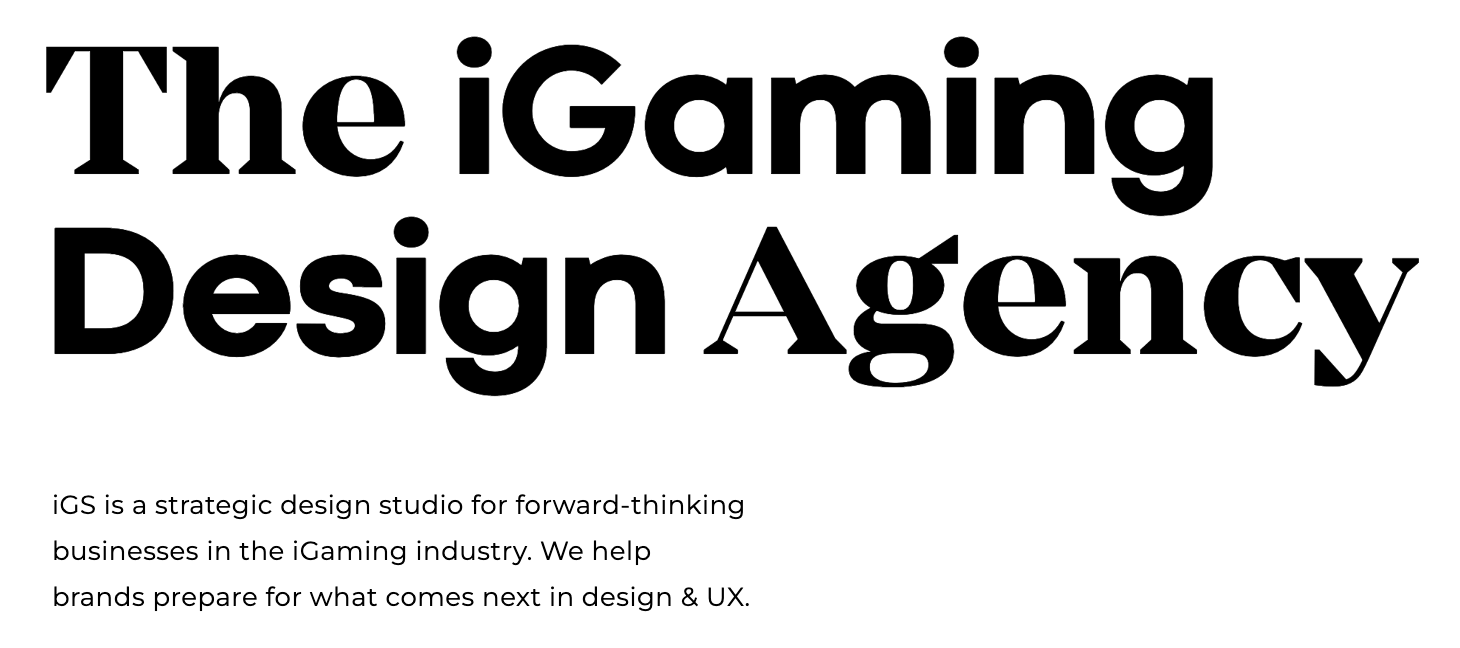 The iGaming
Design Agency
iGS is a strategic design studio for forward-thinking
businesses in the iGaming industry. We help
brands prepare for what comes next in design & UX.